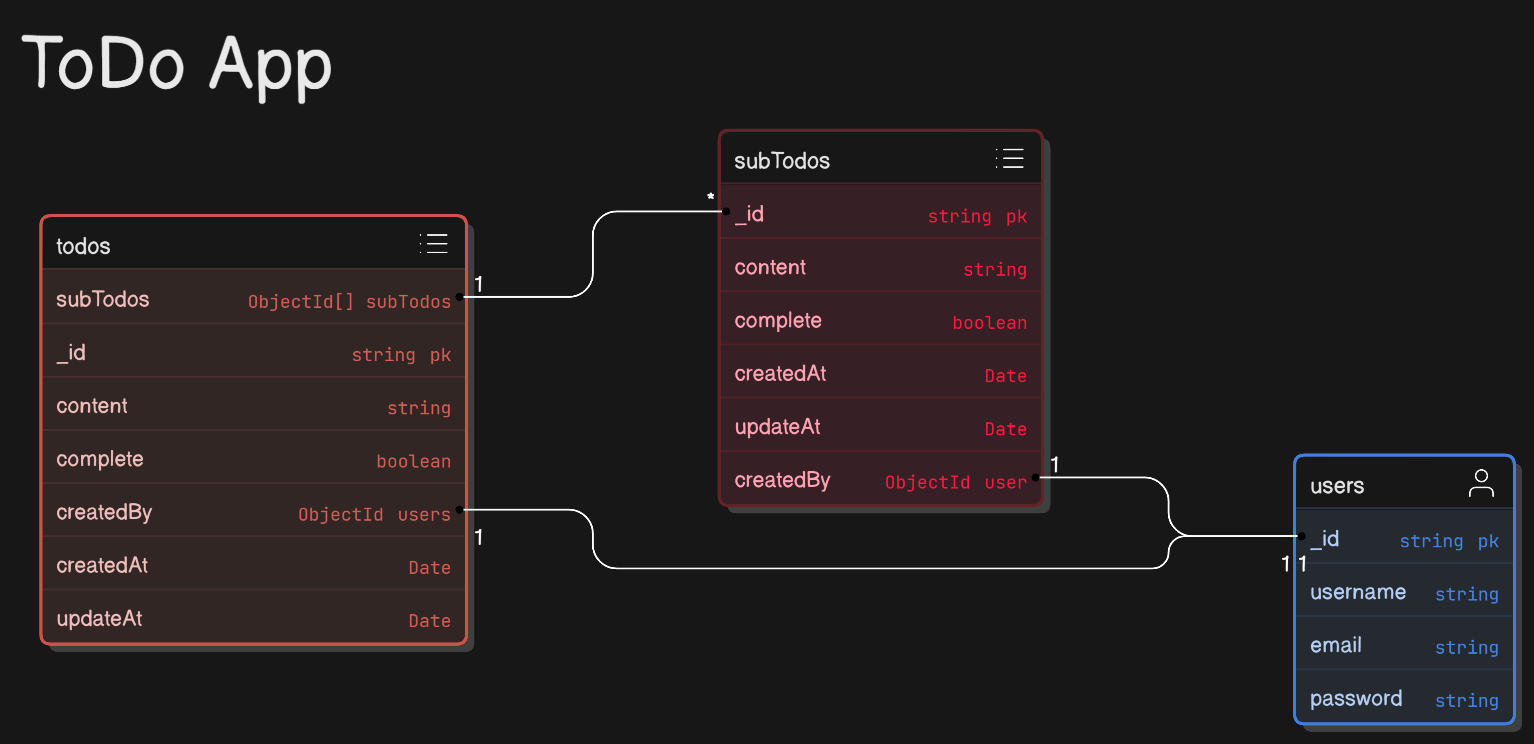 ToDo App
todos
subTodos ObjectId[] subTodos
_id string pk
content string
complete boolean
createdBy ObjectId users
createdAt Date
updateAt Date
1
1
*
subTodos
_id string pk
content string
complete boolean
createdAt Date
updateAt Date
createdBy ObjectId user
1
1 1
users
_id string pk
username string
email string
password string